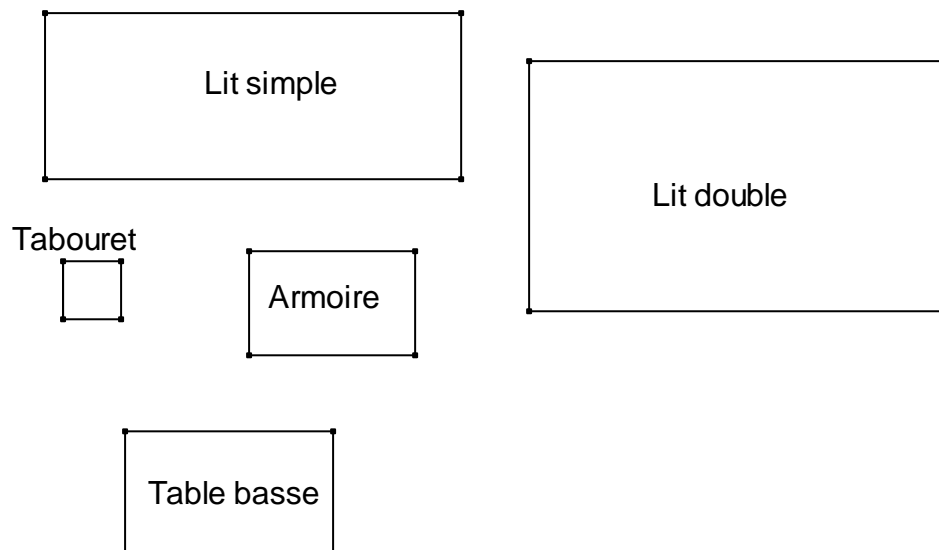 Lit simple
Lit double
Tabouret
Armoire
Table basse